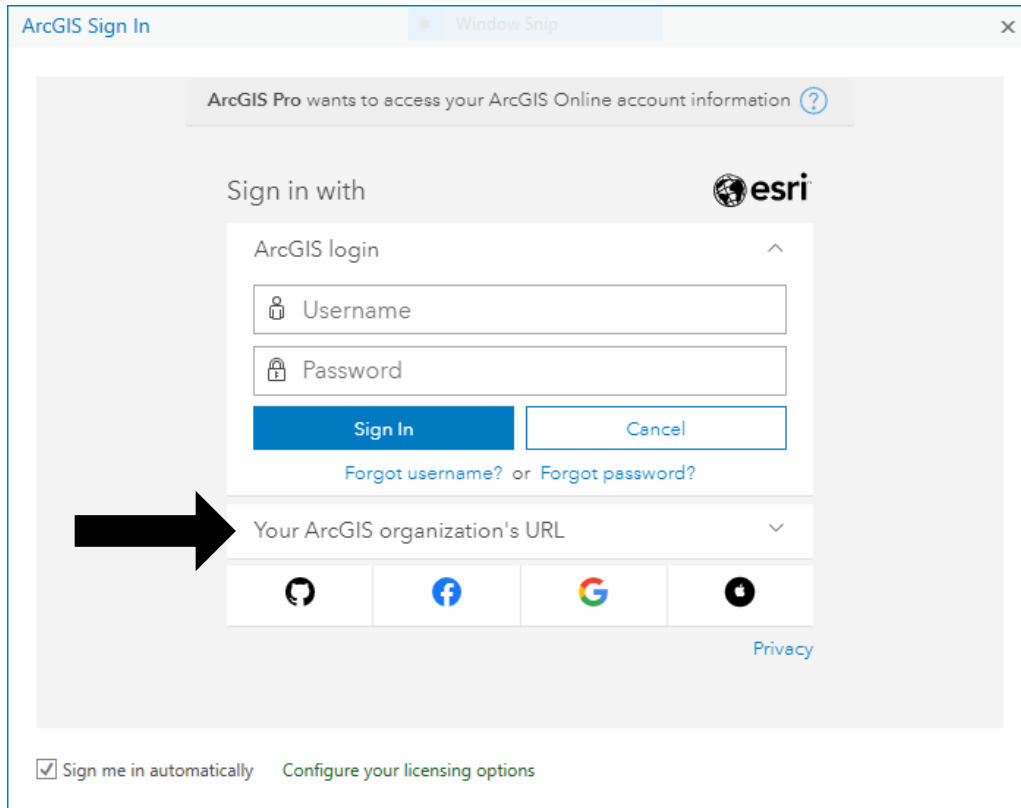 ArcGIS Sign In
Window Snip
ArcGIS Pro wants to access your ArcGIS Online account information ?
Sign in with
esri
ArcGIS login
Username
Password
Sign In Cancel
Forgot username? or Forgot password?
Your ArcGIS organization's URL
Privacy
Sign me in automatically Configure your licensing options